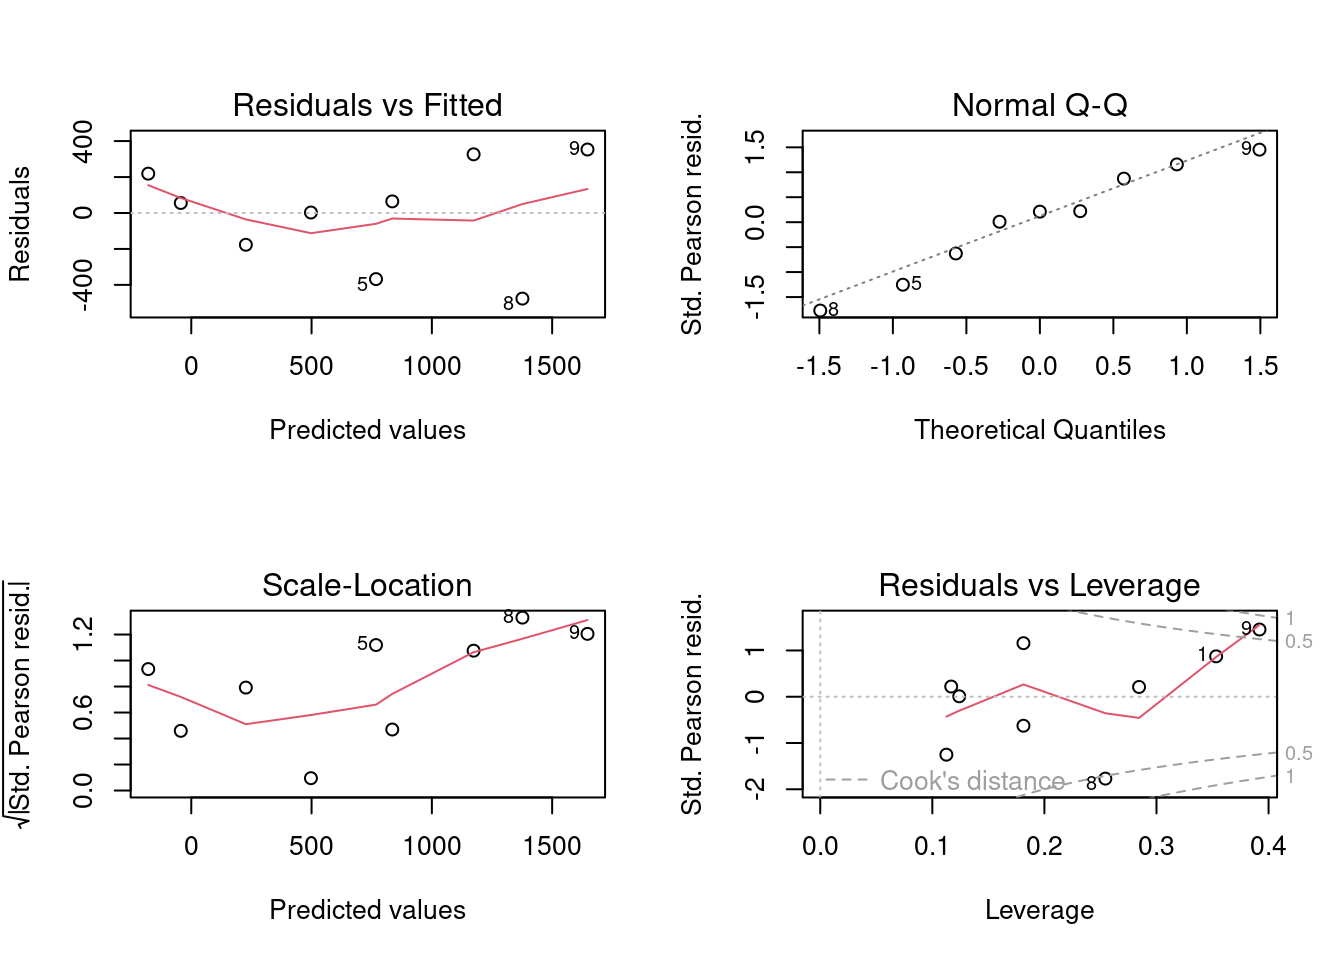 Residuals vs Fitted
Residuals
400
0
-400
9
5
8
0 500 1000 1500
Predicted values
Normal Q-Q
Std. Pearson resid.
1.5
0.0
-1.5
9
5
8
-1.5 -1.0 -0.5 0.0 0.5 1.0 1.5
Theoretical Quantiles
Scale-Location
√|Std. Pearson resid.|
1.2
0.6
0.0
8
9
5
0 500 1000 1500
Predicted values
Residuals vs Leverage
Std. Pearson resid.
1
0
-1
-2
9
1
8
1
0.5
0.5
1
Cook's distance
0.0 0.1 0.2 0.3 0.4
Leverage